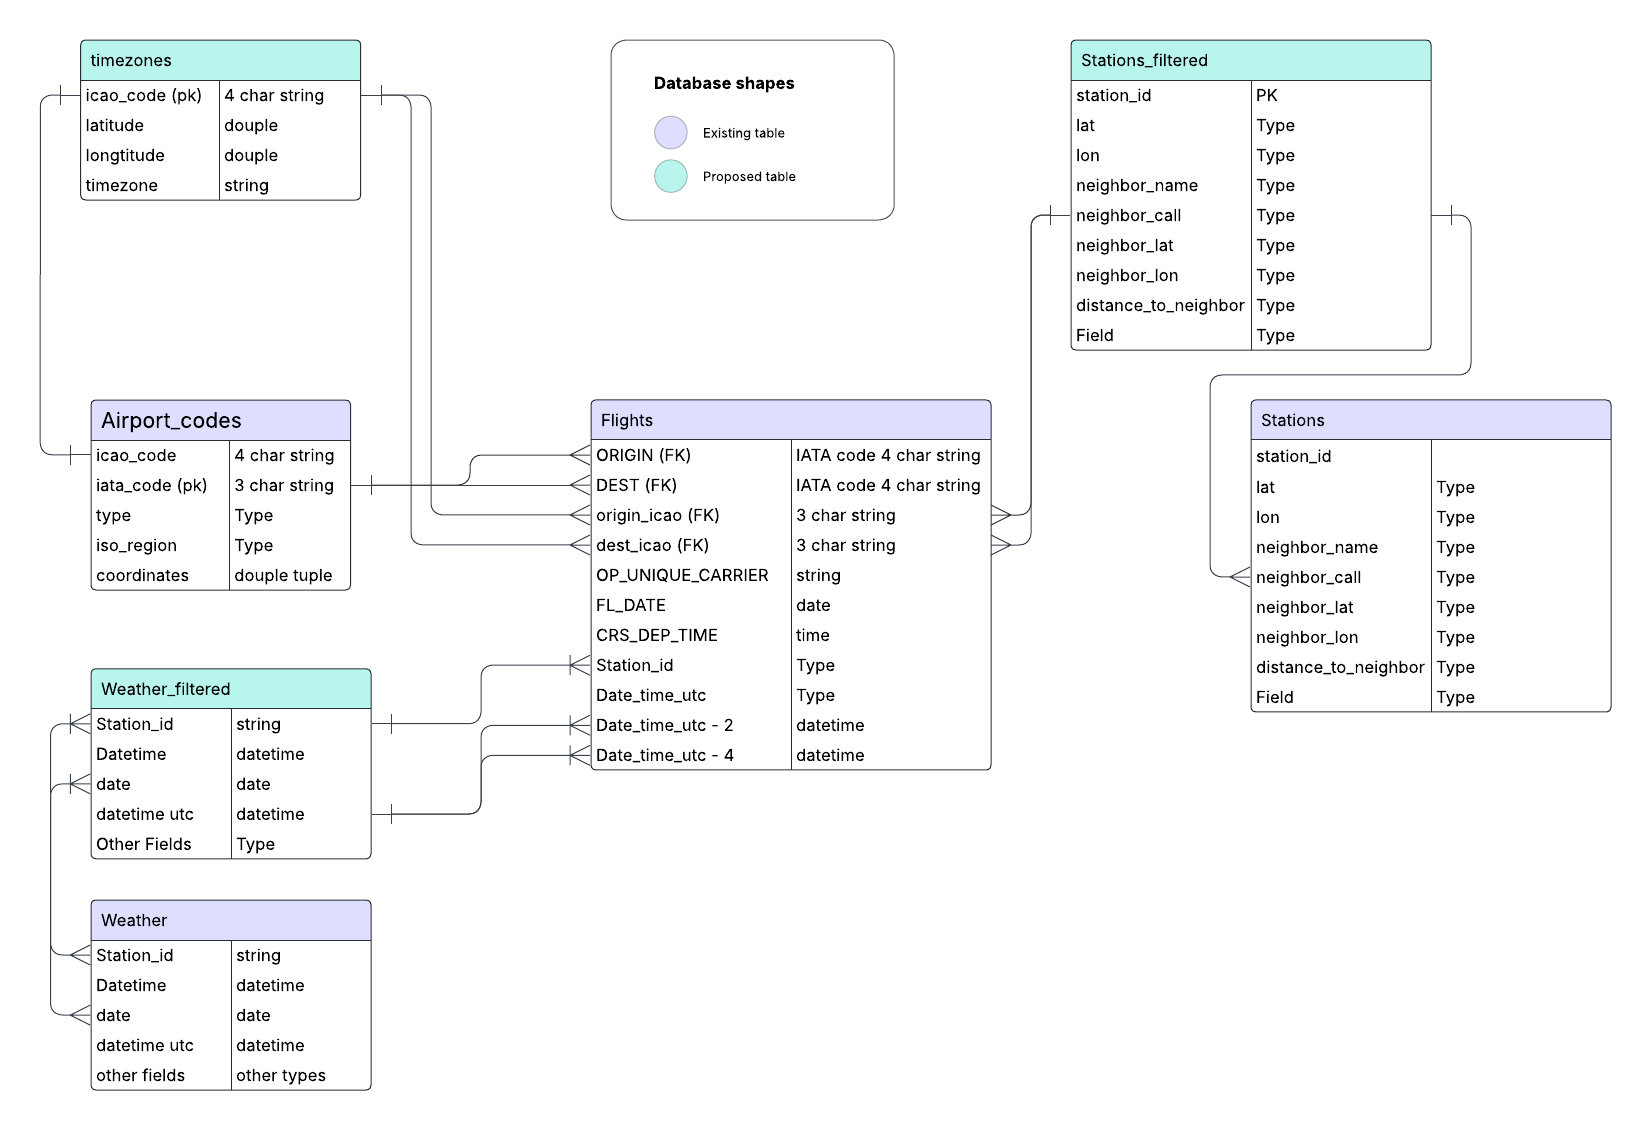 timezones
icao_code (pk) 4 char string
latitude douple
longtitude douple
timezone string
Database shapes
Existing table
Proposed table
Stations_filtered
station_id PK
lat Type
lon Type
neighbor_name Type
neighbor_call Type
neighbor_lat Type
neighbor_lon Type
distance_to_neighbor Type
Field Type
Airport_codes
icao_code 4 char string
iata_code (pk) 3 char string
type Type
iso_region Type
coordinates douple tuple
Flights
ORIGIN (FK) IATA code 4 char string
DEST (FK) IATA code 4 char string
origin_icao (FK) 3 char string
dest_icao (FK) 3 char string
OP_UNIQUE_CARRIER string
FL_DATE date
CRS_DEP_TIME time
Station_id Type
Date_time_utc Type
Date_time_utc - 2 datetime
Date_time_utc - 4 datetime
Stations
station_id
lat Type
lon Type
neighbor_name Type
neighbor_call Type
neighbor_lat Type
neighbor_lon Type
distance_to_neighbor Type
Field Type
Weather_filtered
Station_id string
Datetime datetime
date date
datetime utc datetime
Other Fields Type
Weather
Station_id string
Datetime datetime
date date
datetime utc datetime
other fields other types